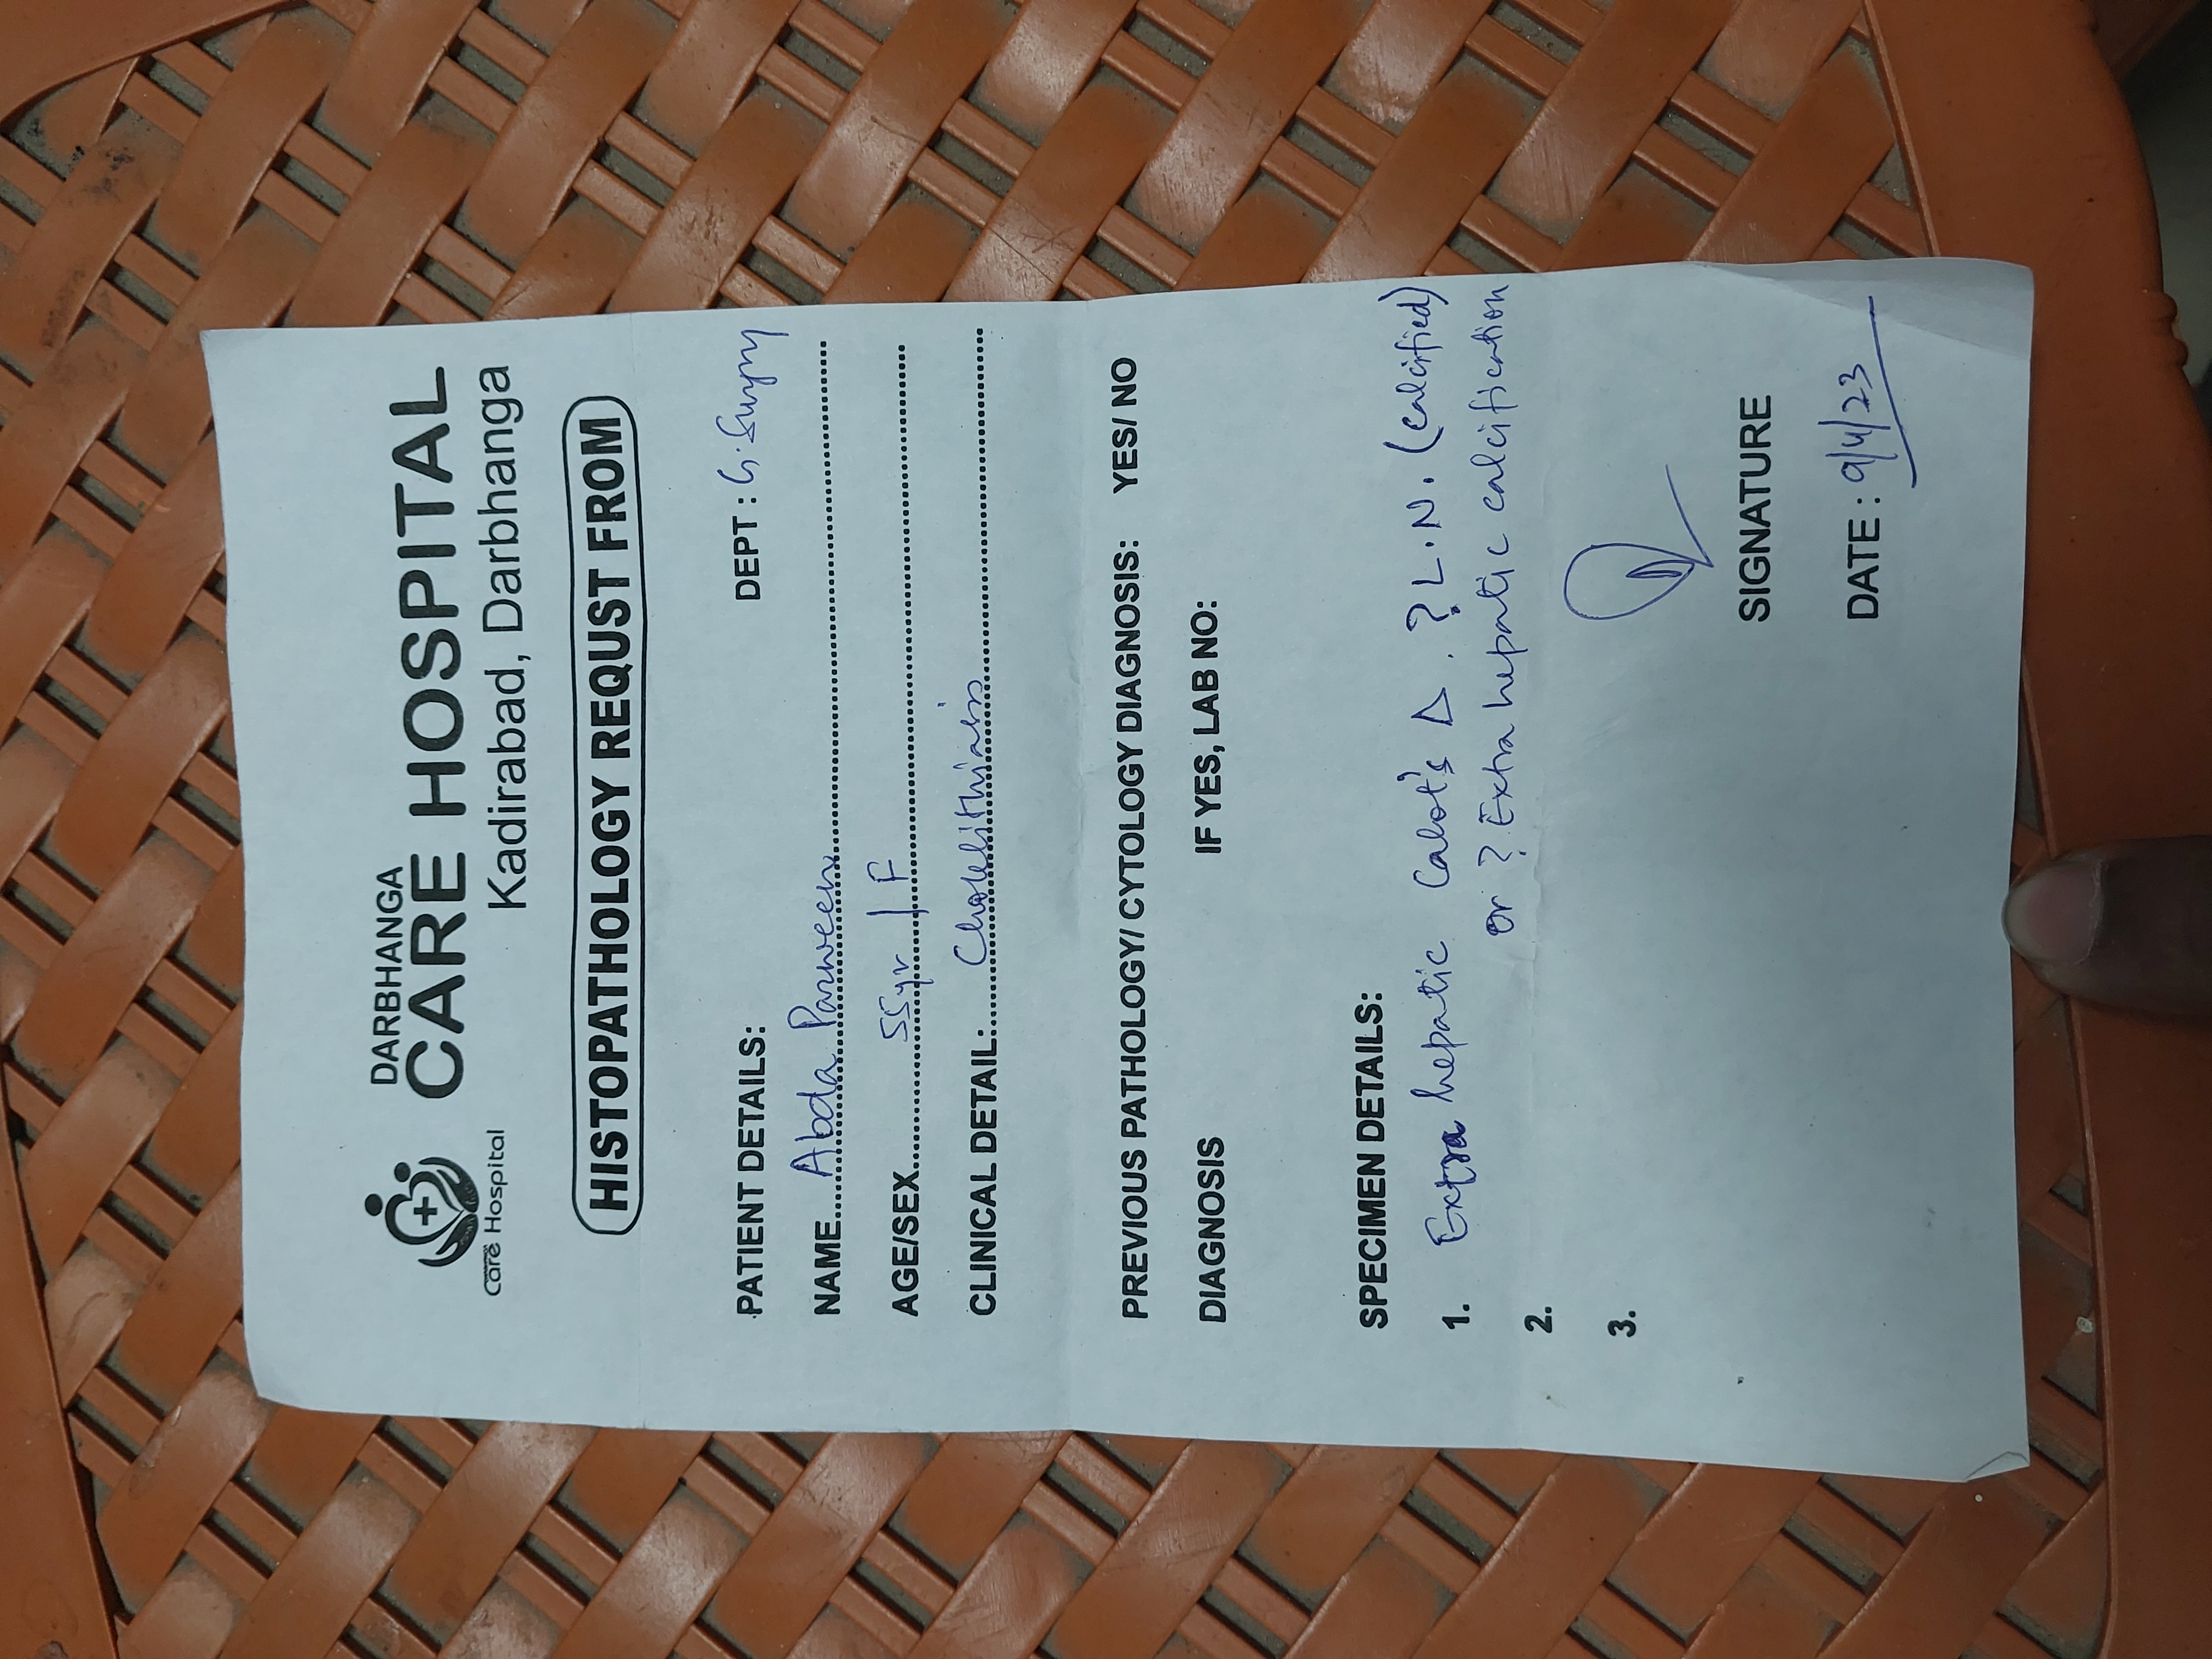 DARBHANGA
CARE HOSPITAL
Care Hospital
Kadirabad, Darbhanga
HISTOPATHOLOGY REQUST FROM
PATIENT DETAILS: DEPT : G. Surgery
NAME Abda Parween
AGE/SEX 55yr / F
CLINICAL DETAIL: Cholelithiasis
PREVIOUS PATHOLOGY/ CYTOLOGY DIAGNOSIS: YES/ NO
DIAGNOSIS IF YES, LAB NO:
SPECIMEN DETAILS:
1. Extra hepatic Calot's Δ. ? L.N. (calcified)
or ? Extra hepatic calcification
2.
3.
SIGNATURE
DATE : 9/4/23